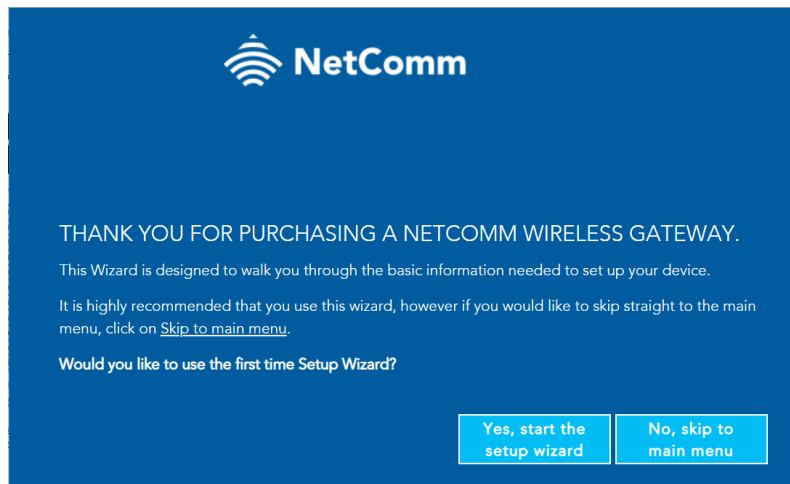 NetComm
THANK YOU FOR PURCHASING A NETCOMM WIRELESS GATEWAY.
This Wizard is designed to walk you through the basic information needed to set up your device.
It is highly recommended that you use this wizard, however if you would like to skip straight to the main
menu, click on Skip to main menu.
Would you like to use the first time Setup Wizard?
Yes, start the
setup wizard
No, skip to
main menu